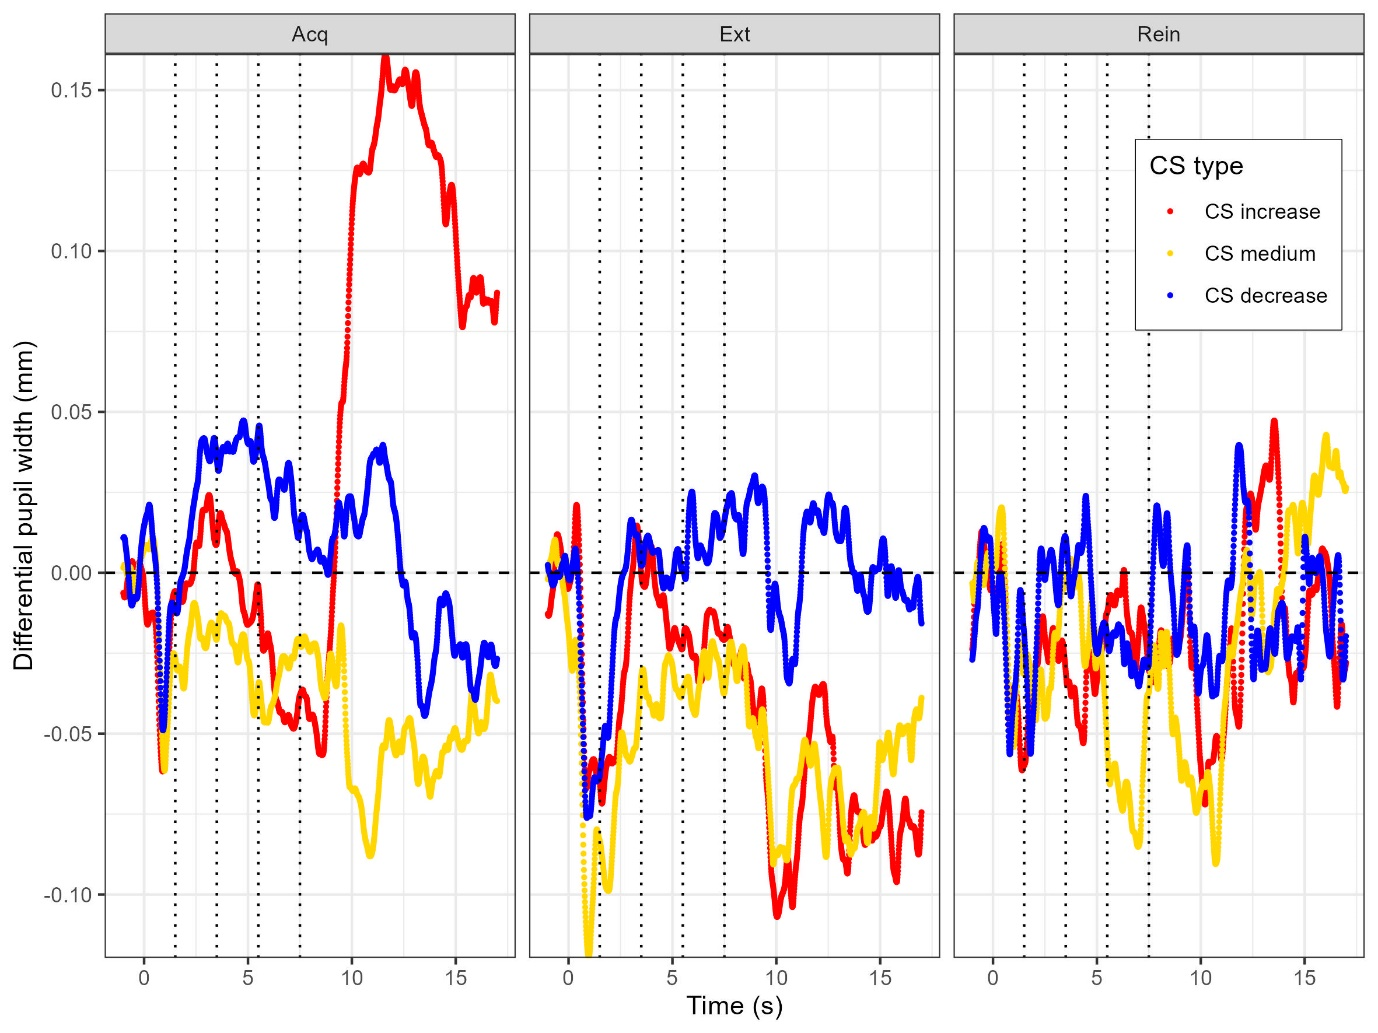 Acq
Ext
Rein
Differential pupil width (mm)
0.15
0.10
0.05
0.00
-0.05
-0.10
CS type
CS increase
CS medium
CS decrease
0 5 10 15
0 5 10 15
0 5 10 15
Time (s)